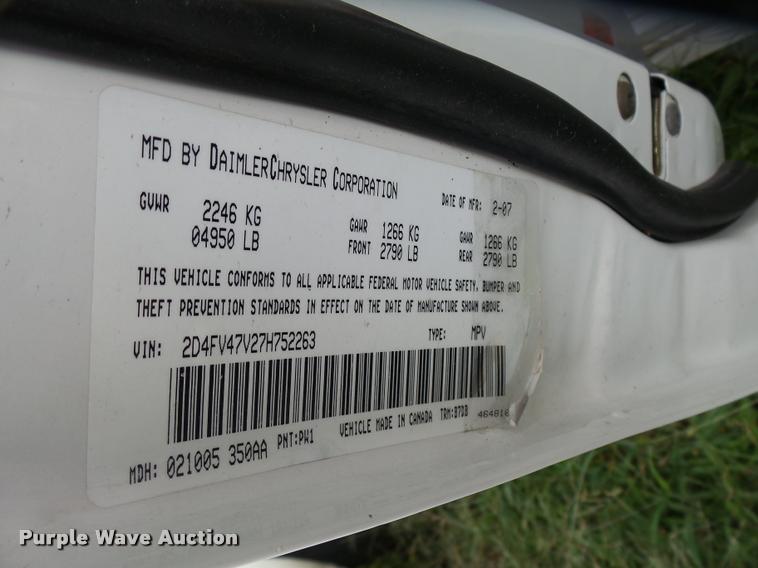 MFD BY DAIMLERCHRYSLER CORPORATION
DATE OF MFR: 2-07
GVWR 2246 KG
04950 LB
GAWR FRONT 1266 KG
2790 LB
GAWR REAR 1266 KG
2790 LB
THIS VEHICLE CONFORMS TO ALL APPLICABLE FEDERAL MOTOR VEHICLE SAFETY, BUMPER AND
THEFT PREVENTION STANDARDS IN EFFECT ON THE DATE OF MANUFACTURE SHOWN ABOVE.
VIN: 2D4FV47V27H752263 TYPE: MPV
MDH: 021005 350AA PNT:PW1 VEHICLE MADE IN CANADA TRM:B7DB 464818
Purple Wave Auction